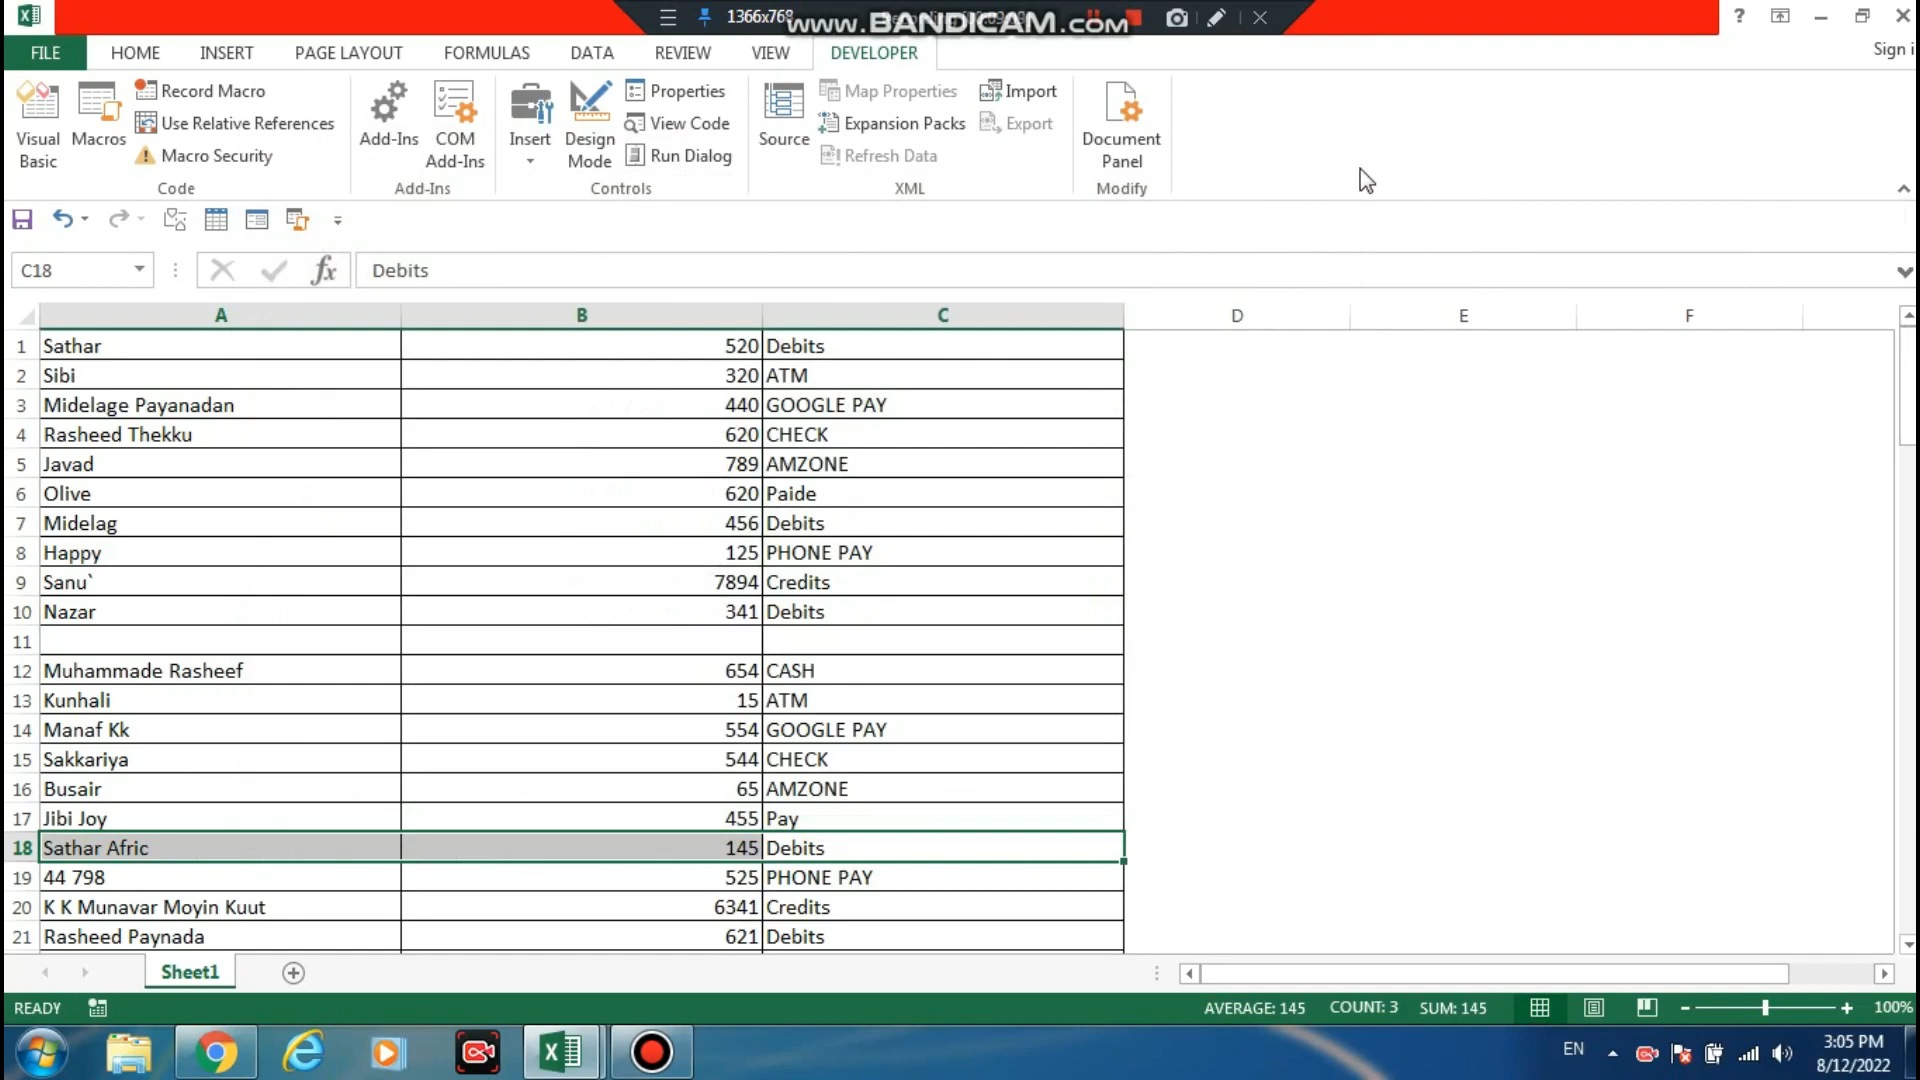 1366x768
www.BANDICAM.com
Sign i
FILE HOME INSERT PAGE LAYOUT FORMULAS DATA REVIEW VIEW DEVELOPER
Visual Basic
Macros
Record Macro
Use Relative References
Macro Security
Code
Add-Ins
COM Add-Ins
Add-Ins
Insert
Design Mode
Properties
View Code
Run Dialog
Controls
Source
Map Properties
Expansion Packs
Refresh Data
Import
Export
XML
Document Panel
Modify
C18 fx Debits
A B C D E F
1 Sathar 520 Debits
2 Sibi 320 ATM
3 Midelage Payanadan 440 GOOGLE PAY
4 Rasheed Thekku 620 CHECK
5 Javad 789 AMZONE
6 Olive 620 Paide
7 Midelag 456 Debits
8 Happy 125 PHONE PAY
9 Sanu` 7894 Credits
10 Nazar 341 Debits
11
12 Muhammade Rasheef 654 CASH
13 Kunhali 15 ATM
14 Manaf Kk 554 GOOGLE PAY
15 Sakkariya 544 CHECK
16 Busair 65 AMZONE
17 Jibi Joy 455 Pay
18 Sathar Afric 145 Debits
19 44 798 525 PHONE PAY
20 K K Munavar Moyin Kuut 6341 Credits
21 Rasheed Paynada 621 Debits
Sheet1
READY AVERAGE: 145 COUNT: 3 SUM: 145 100%
EN 3:05 PM
8/12/2022